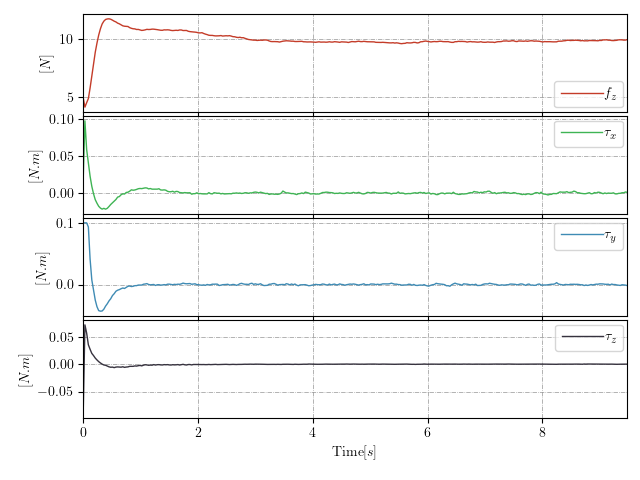 10
[N]
5
f_z
0.10
0.05
[N.m]
0.00
τ_x
0.1
[N.m]
0.0
τ_y
0.05
[N.m]
0.00
−0.05
τ_z
0 2 4 6 8
Time[s]